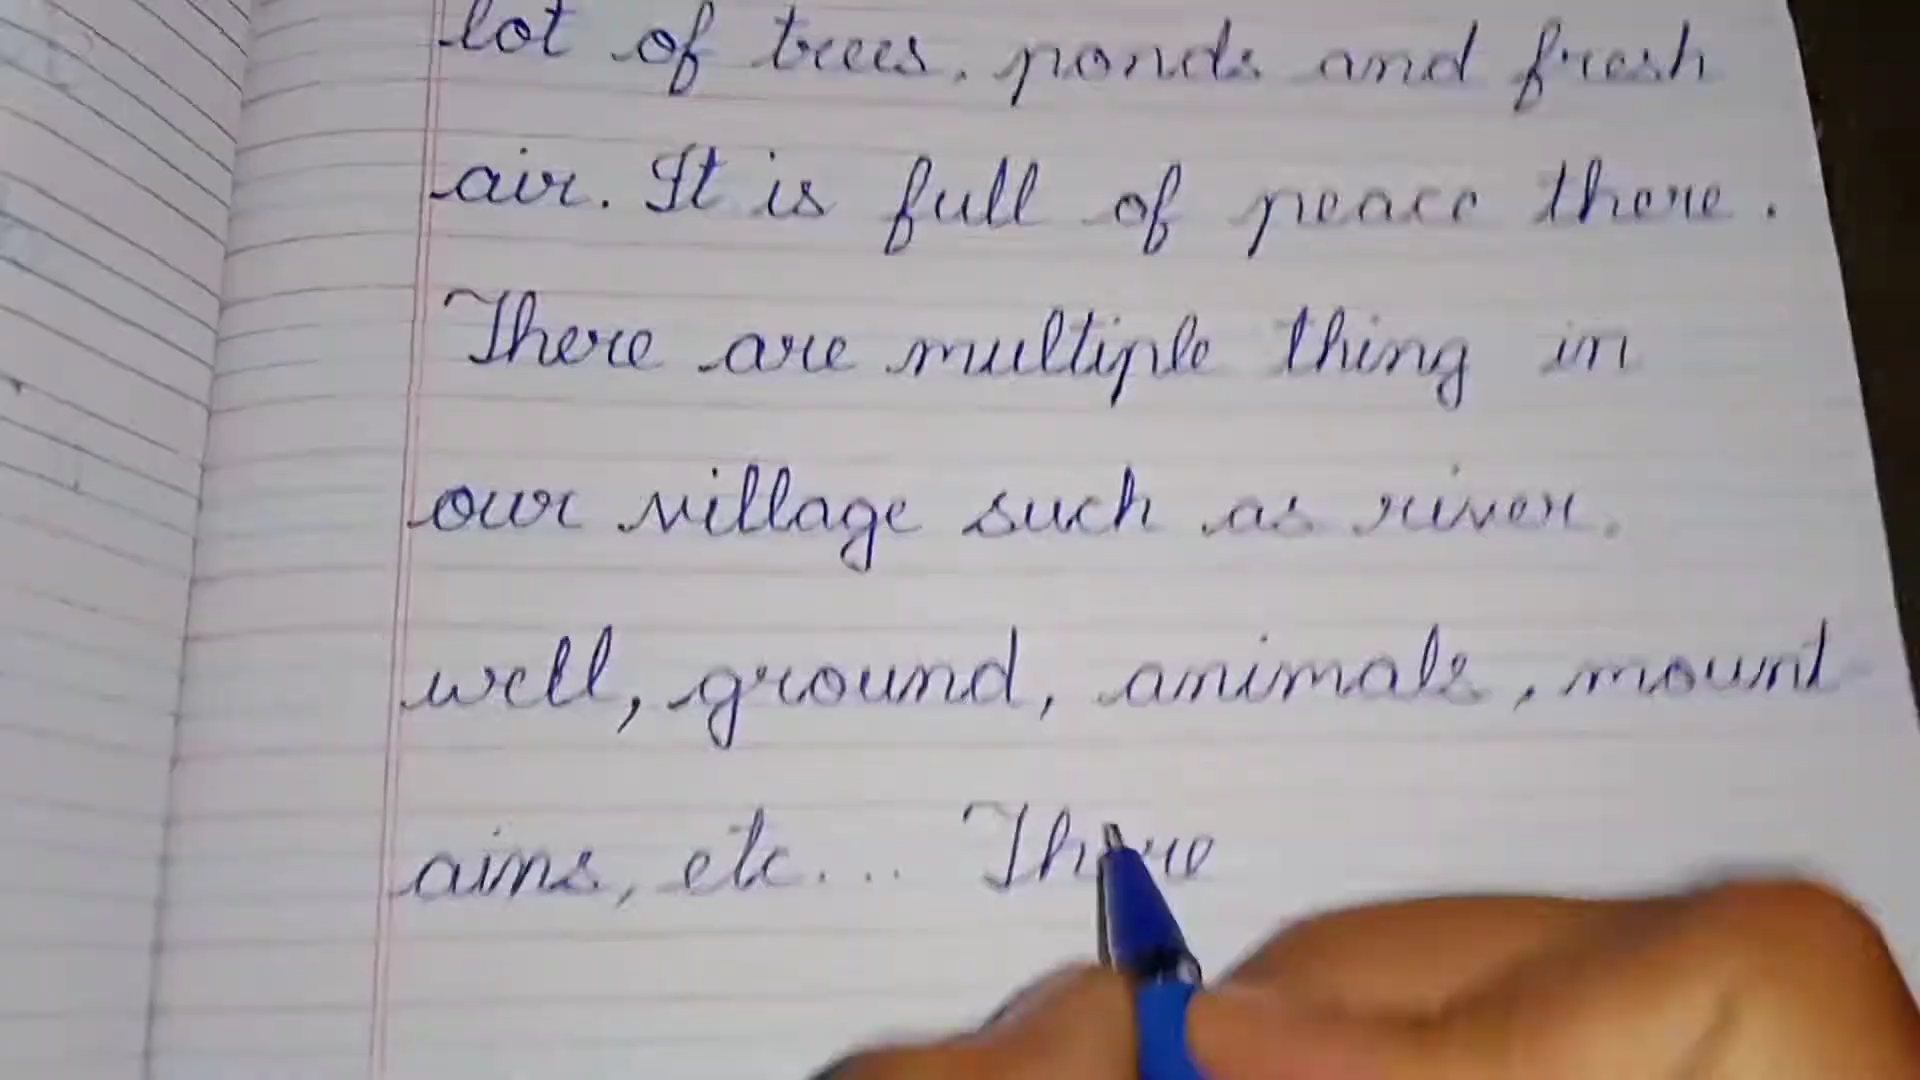 lot of trees, ponds and fresh
air. It is full of peace there.
There are multiple thing in
our village such as river.
well, ground, animals, mount
aims, etc... There